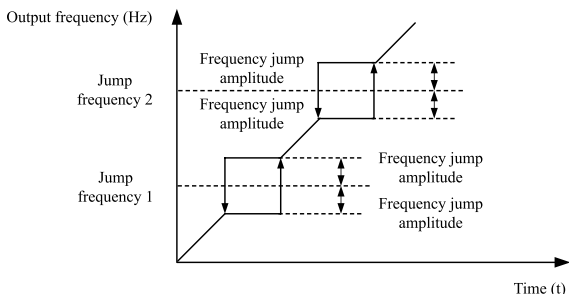 Output frequency (Hz)
Frequency jump
amplitude
Jump
frequency 2
Frequency jump
amplitude
Frequency jump
amplitude
Jump
frequency 1
Frequency jump
amplitude
Time (t)